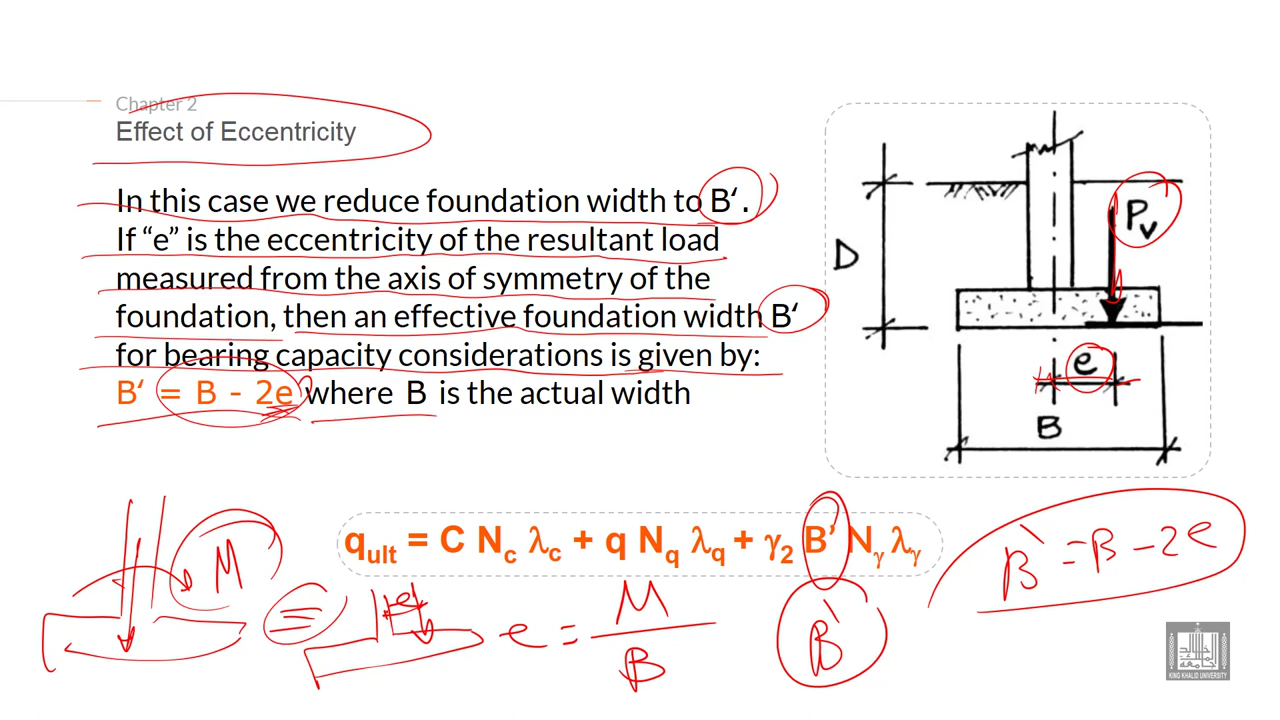 Chapter 2
Effect of Eccentricity
In this case we reduce foundation width to B‘.
If “e” is the eccentricity of the resultant load
measured from the axis of symmetry of the
foundation, then an effective foundation width B‘
for bearing capacity considerations is given by:
B‘ = B - 2e where B is the actual width
D
Pv
e
B
qult = C Nc λc + q Nq λq + γ2 B’ Nγ λγ
B` = B - 2e
M
=
e
e = M
B
B`
KING KHALID UNIVERSITY